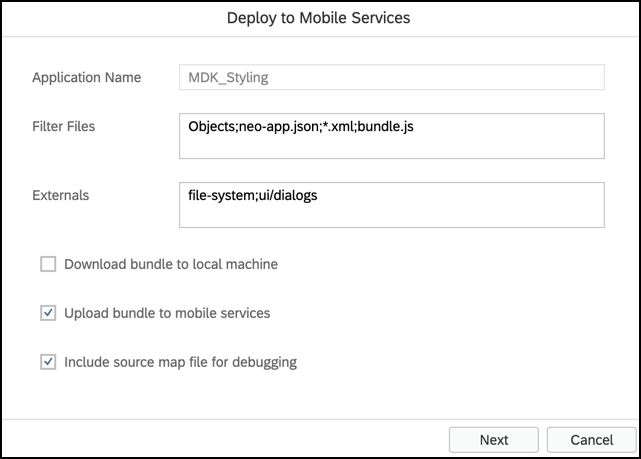 Deploy to Mobile Services
Application Name MDK_Styling
Filter Files Objects;neo-app.json;*.xml;bundle.js
Externals file-system;ui/dialogs
Download bundle to local machine
Upload bundle to mobile services
Include source map file for debugging
Next Cancel